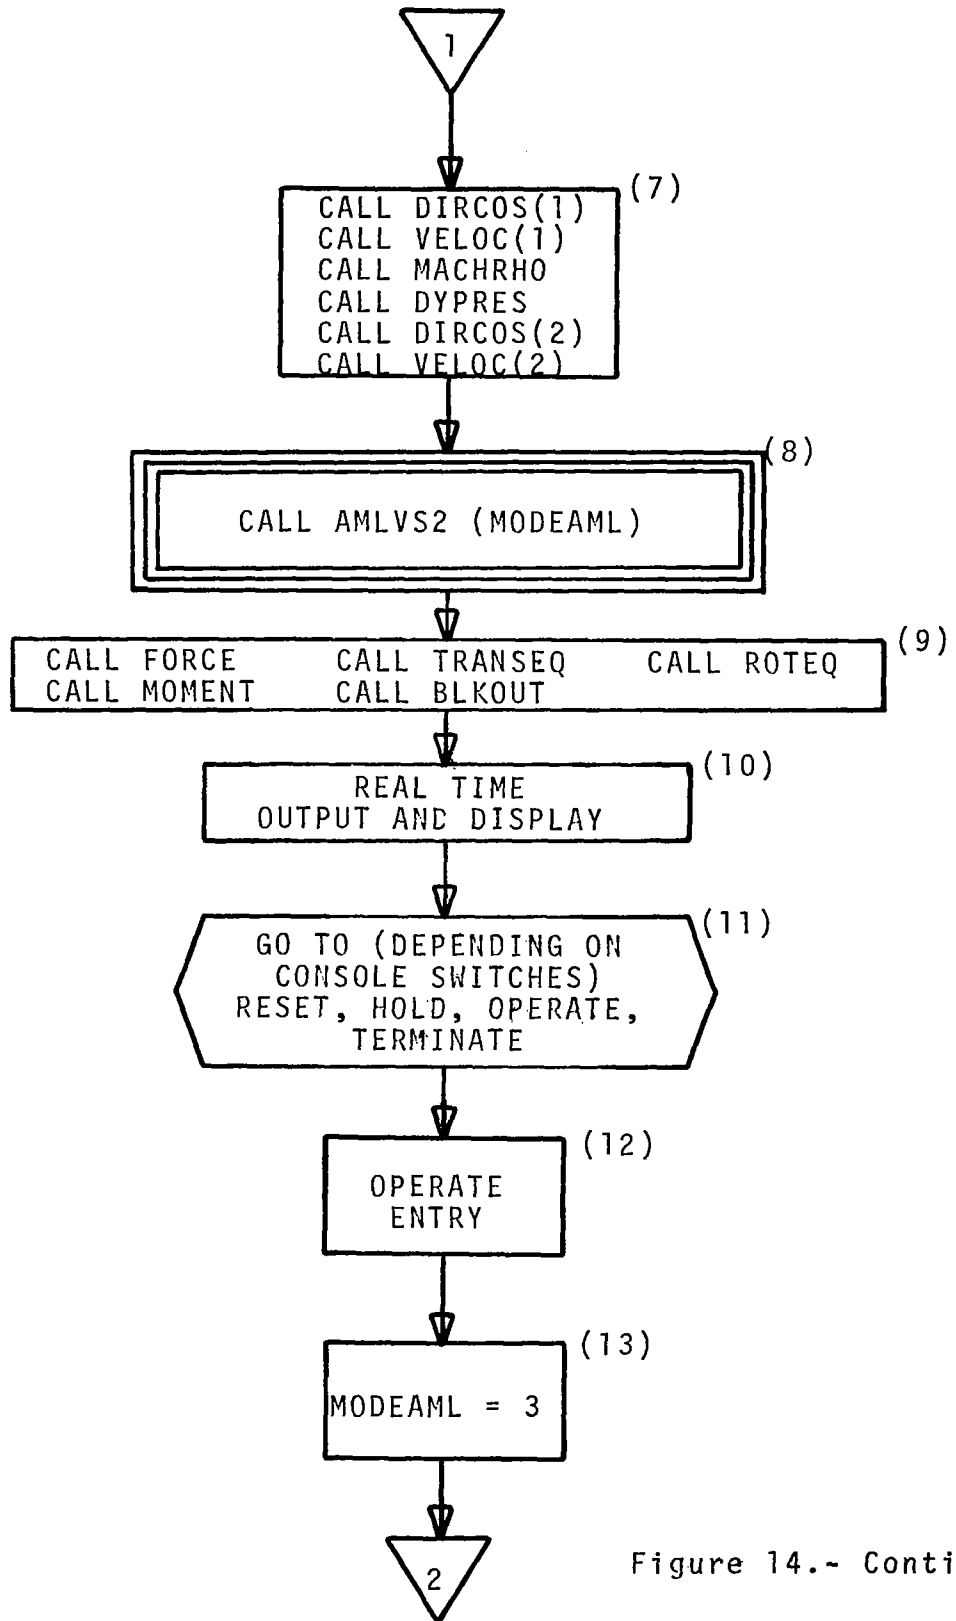 1
(7)
CALL DIRCOS(1)
CALL VELOC(1)
CALL MACHRHO
CALL DYPRES
CALL DIRCOS(2)
CALL VELOC(2)
(8)
CALL AMLVS2 (MODEAML)
(9)
CALL FORCE CALL TRANSEQ CALL ROTEQ
CALL MOMENT CALL BLKOUT
(10)
REAL TIME
OUTPUT AND DISPLAY
(11)
GO TO (DEPENDING ON
CONSOLE SWITCHES)
RESET, HOLD, OPERATE,
TERMINATE
(12)
OPERATE
ENTRY
(13)
MODEAML = 3
2
Figure 14.- Conti